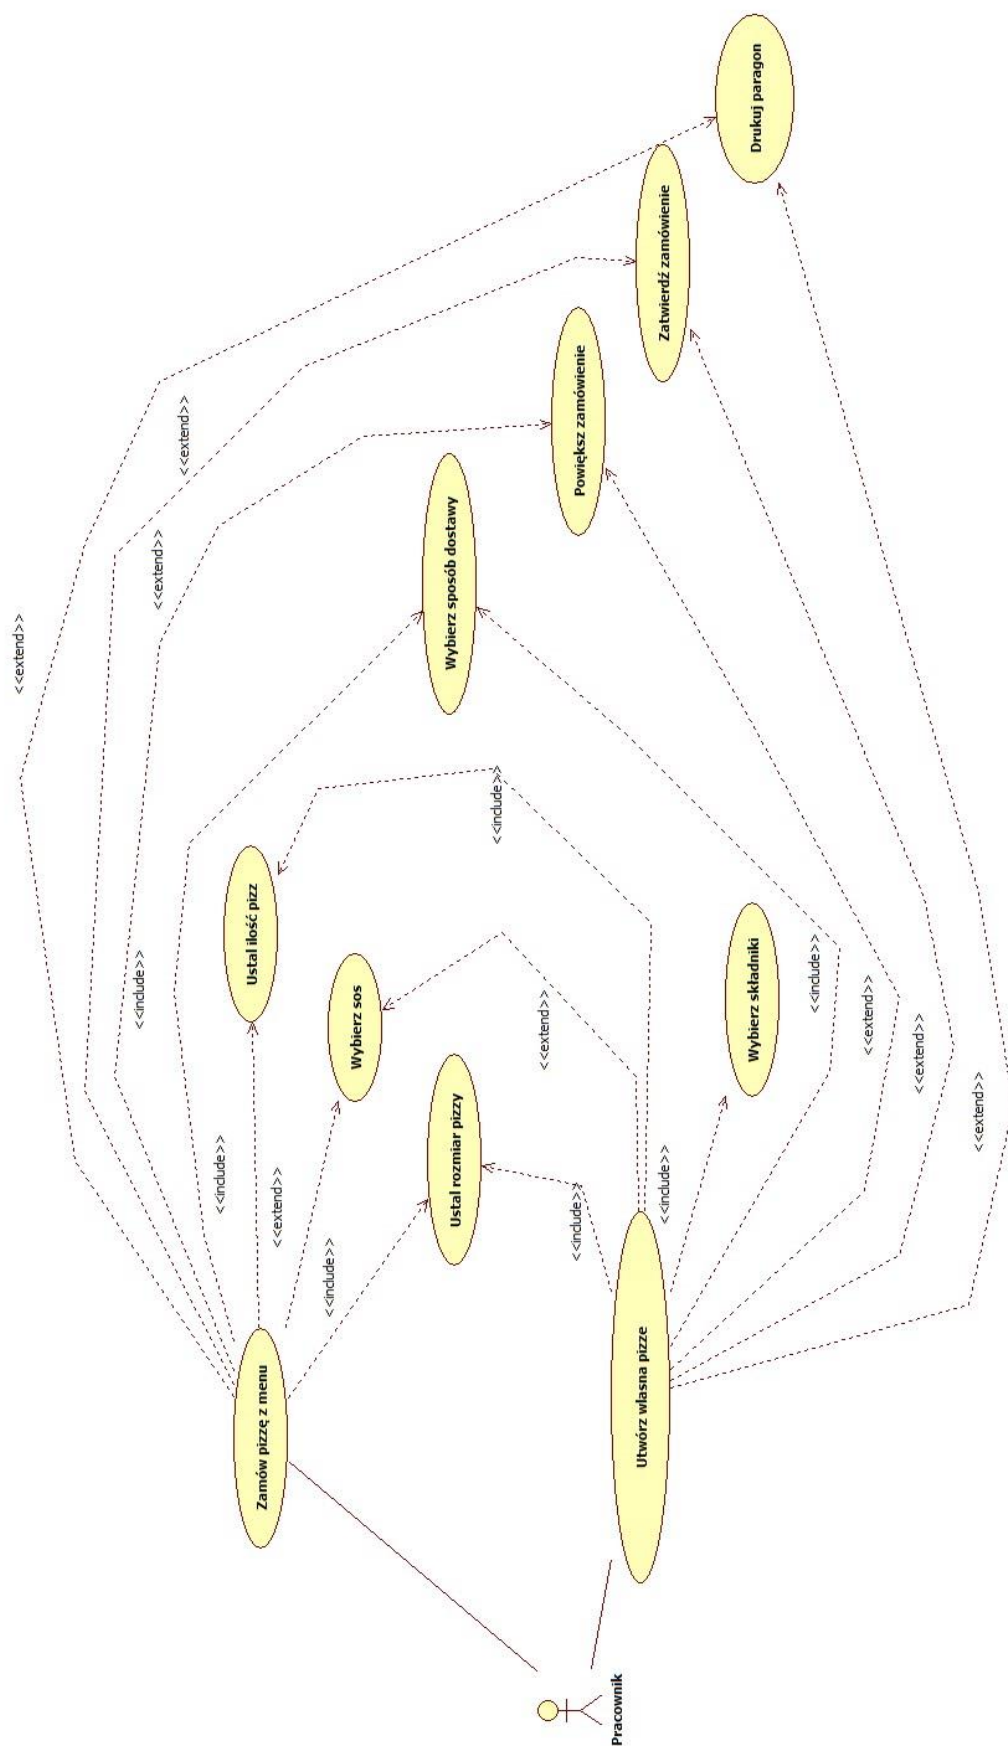 <<extend>>
<<include>>
<<extend>>
<<extend>>
<<include>>
Ustal ilość pizz
Zamów pizzę z menu
<<extend>>
<<include>>
Wybierz sos
Wybierz sposób dostawy
Ustal rozmiar pizzy
<<include>>
<<extend>>
<<include>>
Powiększ zamówienie
Pracownik
Utwórz wlasna pizze
<<include>>
Zatwierdź zamówienie
Wybierz składniki
Drukuj paragon
<<include>>
<<extend>>
<<extend>>
<<extend>>